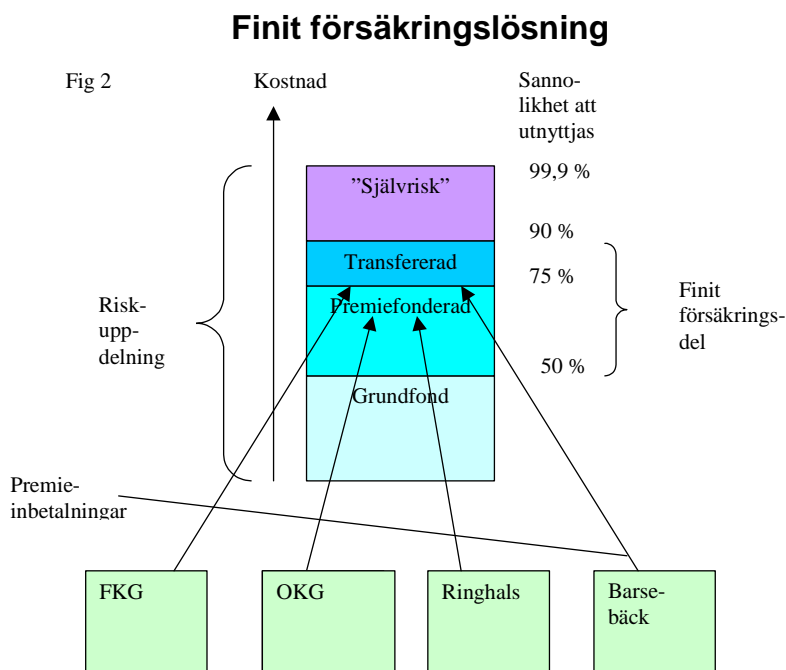 Finit försäkringslösning
Fig 2
Kostnad
Sanno-
likhet att
utnyttjas
99,9 %
"Självrisk"
90 %
Transfererad
75 %
Premiefonderad
Finit
försäkrings-
del
Risk-
upp-
delning
50 %
Grundfond
Premie-
inbetalningar
FKG
OKG
Ringhals
Barse-
bäck